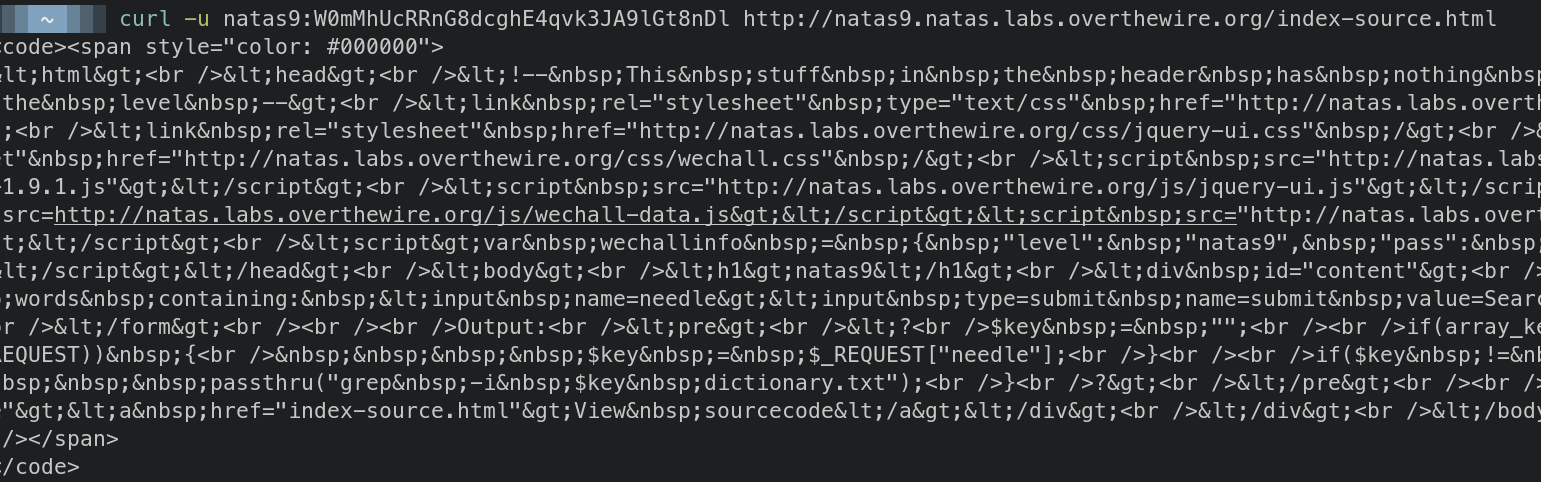 ~ curl -u natas9:W0mMhUcRRnG8dcghE4qvk3JA9lGt8nDl http://natas9.natas.labs.overthewire.org/index-source.html
code><span style="color: #000000">
&lt;html&gt;<br />&lt;head&gt;<br />&lt;!--&nbsp;This&nbsp;stuff&nbsp;in&nbsp;the&nbsp;header&nbsp;has&nbsp;nothing&nbsp
the&nbsp;level&nbsp;--&gt;<br />&lt;link&nbsp;rel="stylesheet"&nbsp;type="text/css"&nbsp;href="http://natas.labs.overth
;<br />&lt;link&nbsp;rel="stylesheet"&nbsp;href="http://natas.labs.overthewire.org/css/jquery-ui.css"&nbsp;/&gt;<br />&
et"&nbsp;href="http://natas.labs.overthewire.org/css/wechall.css"&nbsp;/&gt;<br />&lt;script&nbsp;src="http://natas.labs
-1.9.1.js"&gt;&lt;/script&gt;<br />&lt;script&nbsp;src="http://natas.labs.overthewire.org/js/jquery-ui.js"&gt;&lt;/scrip
src=http://natas.labs.overthewire.org/js/wechall-data.js&gt;&lt;/script&gt;&lt;script&nbsp;src="http://natas.labs.overt
t;&lt;/script&gt;<br />&lt;script&gt;var&nbsp;wechallinfo&nbsp;=&nbsp;{&nbsp;"level":&nbsp;"natas9",&nbsp;"pass":&nbsp;
&lt;/script&gt;&lt;/head&gt;<br />&lt;body&gt;<br />&lt;h1&gt;natas9&lt;/h1&gt;<br />&lt;div&nbsp;id="content"&gt;<br />
;words&nbsp;containing:&nbsp;&lt;input&nbsp;name=needle&gt;&lt;input&nbsp;type=submit&nbsp;name=submit&nbsp;value=Searc
br />&lt;/form&gt;<br /><br /><br />Output:<br />&lt;pre&gt;<br />&lt;?<br />$key&nbsp;=&nbsp;"";<br /><br />if(array_ke
REQUEST))&nbsp;{<br />&nbsp;&nbsp;&nbsp;&nbsp;$key&nbsp;=&nbsp;$_REQUEST["needle"];<br />}<br /><br />if($key&nbsp;!=&nb
bsp;&nbsp;&nbsp;passthru("grep&nbsp;-i&nbsp;$key&nbsp;dictionary.txt");<br />}<br />?&gt;<br />&lt;/pre&gt;<br /><br />
"&gt;&lt;a&nbsp;href="index-source.html"&gt;View&nbsp;sourcecode&lt;/a&gt;&lt;/div&gt;<br />&lt;/div&gt;<br />&lt;/body
/></span>
</code>